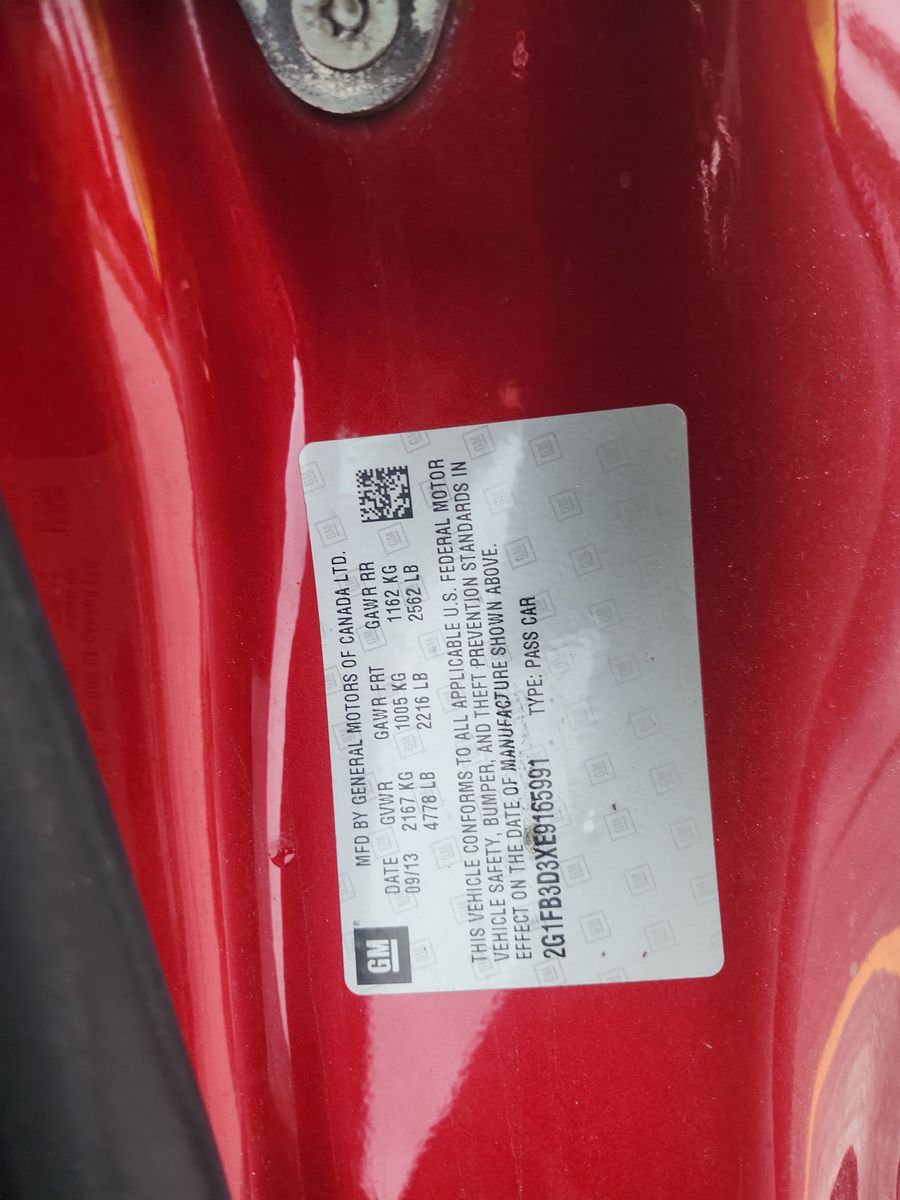 GM
MFD BY GENERAL MOTORS OF CANADA LTD.
DATE GVWR GAWR FRT GAWR RR
09/13 2167 KG 1005 KG 1162 KG
4778 LB 2216 LB 2562 LB
THIS VEHICLE CONFORMS TO ALL APPLICABLE U.S. FEDERAL MOTOR
VEHICLE SAFETY, BUMPER, AND THEFT PREVENTION STANDARDS IN
EFFECT ON THE DATE OF MANUFACTURE SHOWN ABOVE.
2G1FB3D3XE9165991 TYPE: PASS CAR